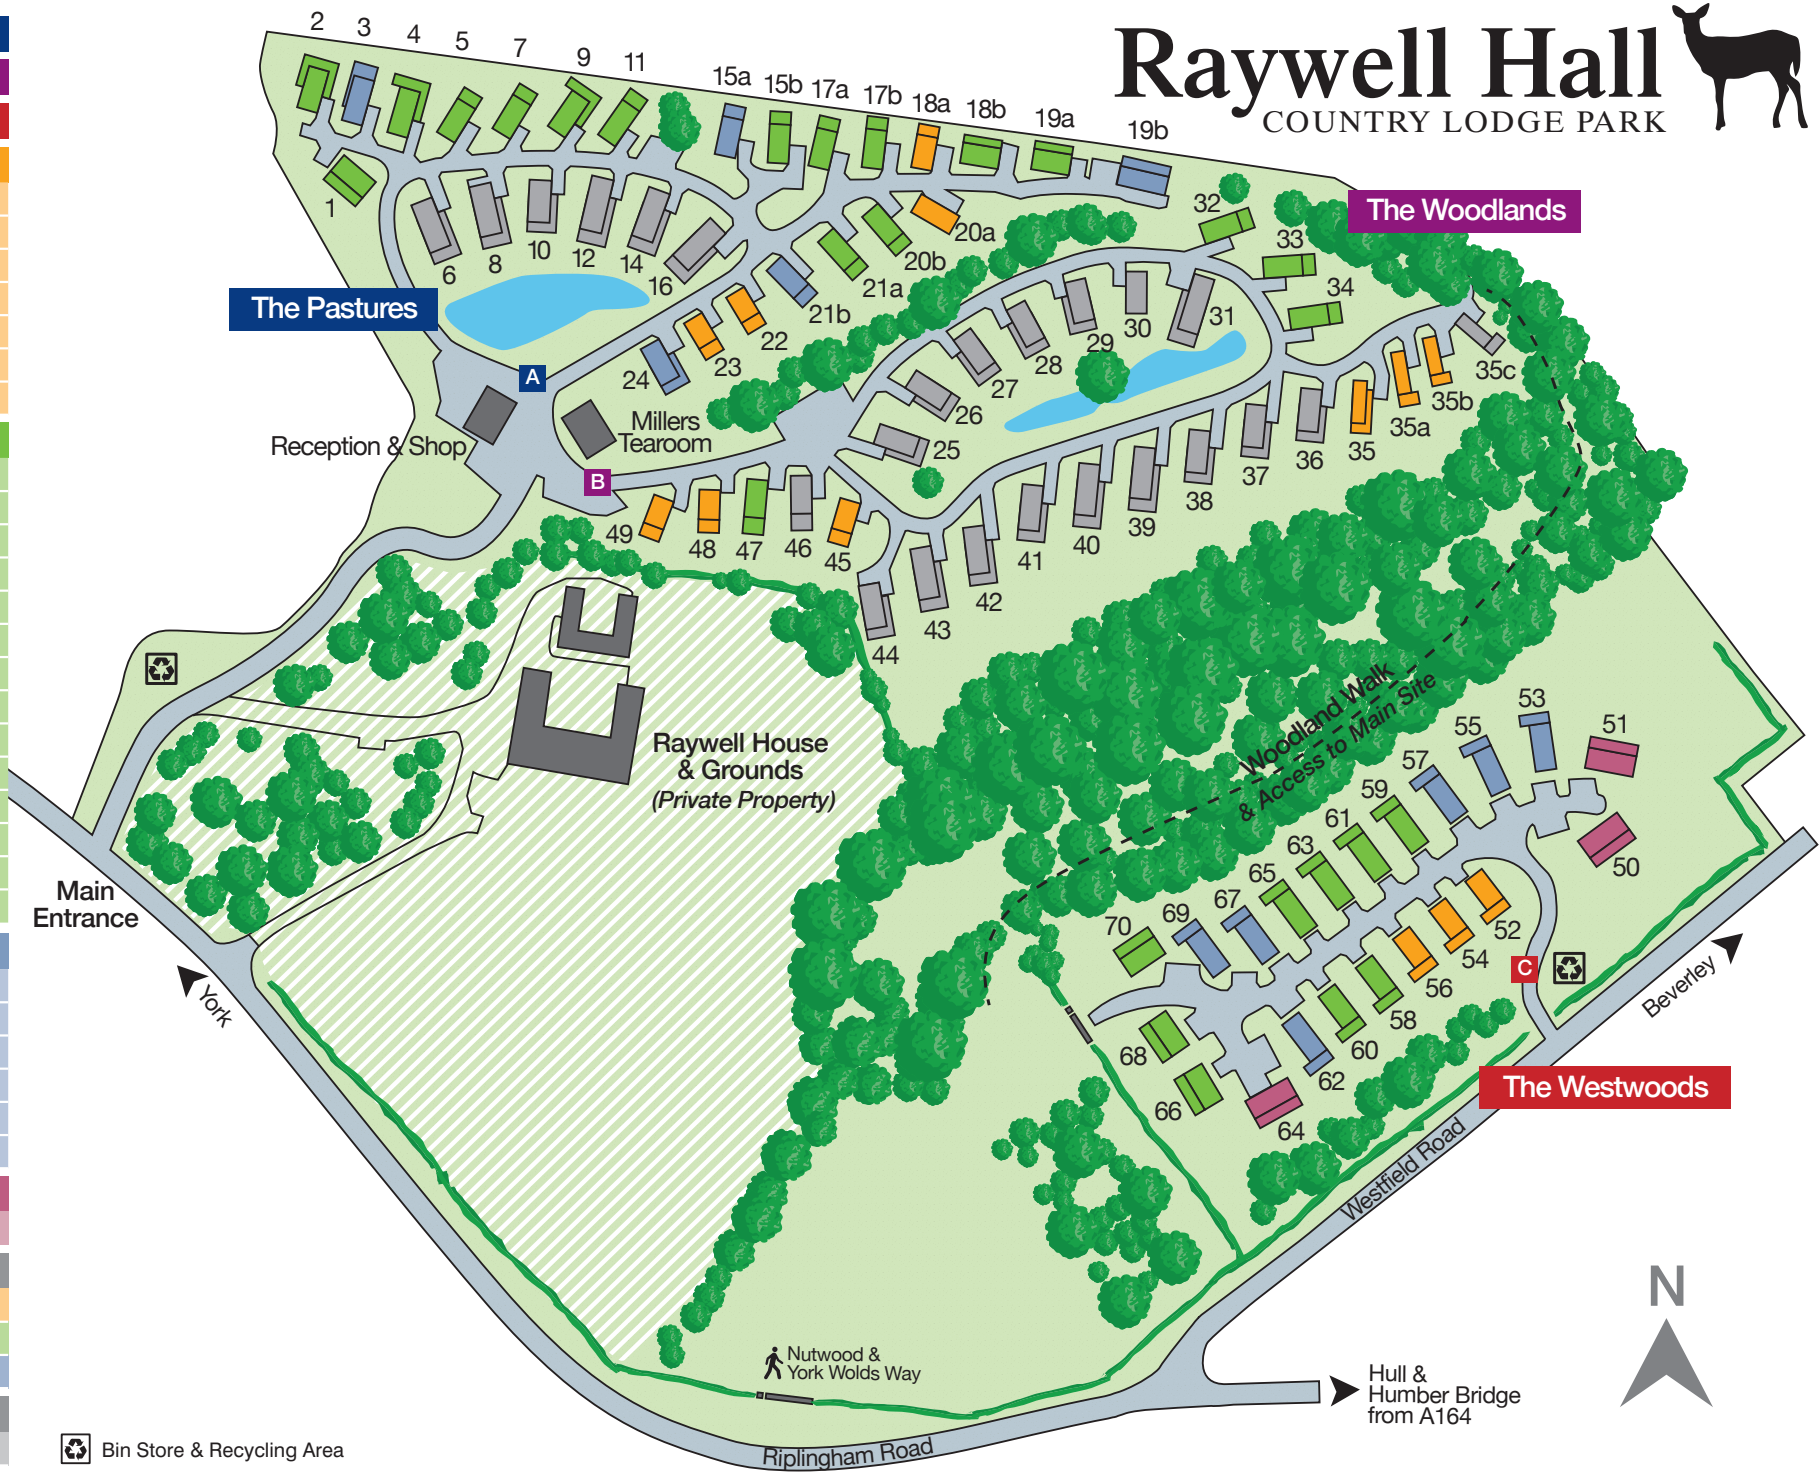 Raywell Hall
COUNTRY LODGE PARK
2
3
4
5
7
9
11
15a
15b
17a
17b
18a
18b
19a
19b
1
6
8
10
12
14
16
20a
20b
21a
21b
22
23
24
The Pastures
The Woodlands
32
33
34
31
30
29
28
27
26
25
35c
35b
35a
35
36
37
38
39
40
41
42
43
44
45
46
47
48
49
A
B
Reception & Shop
Millers
Tearoom
Raywell House
& Grounds
(Private Property)
Woodland Walk
& Access to Main Site
Main
Entrance
York
53
51
55
57
59
61
63
65
67
69
70
50
52
54
56
58
60
62
64
66
68
C
Beverley
The Westwoods
Westfield Road
N
Nutwood &
York Wolds Way
Hull &
Humber Bridge
from A164
Riplingham Road
Bin Store & Recycling Area